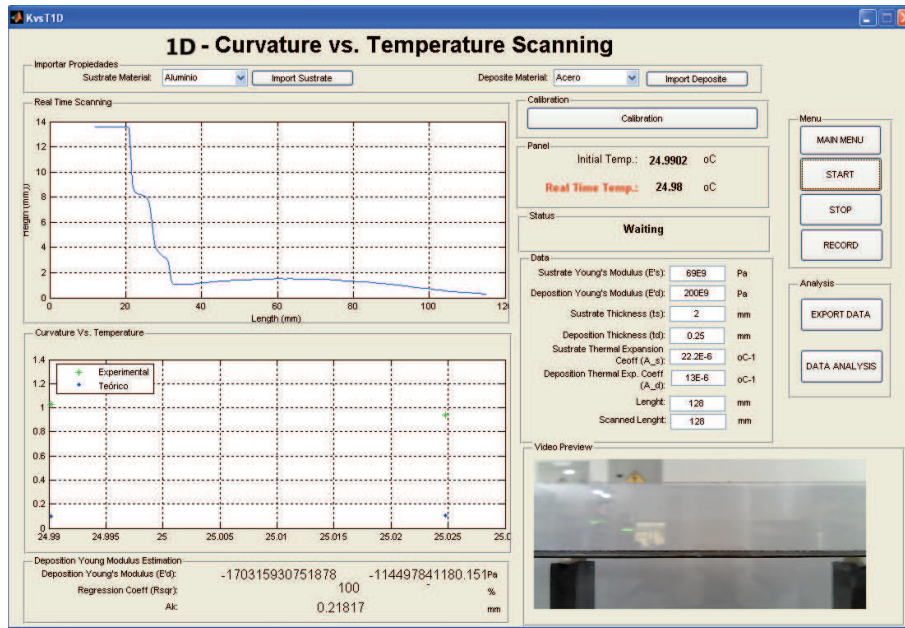 KvsT1D
1D - Curvature vs. Temperature Scanning
Importar Propiedades
Sustrate Material: Aluminio Import Sustrate Deposite Material: Acero Import Deposite
Real Time Scanning
14
12
10
8
6
4
2
0
Heigth (mm))
0 20 40 60 80 100 120
Length (mm)
Calibration
Calibration
Panel
Initial Temp.: 24.9902 oC
Real Time Temp.: 24.98 oC
Status
Waiting
Data
Sustrate Young's Modulus (E's): 69E9 Pa
Deposition Young's Modulus (E'd): 200E9 Pa
Sustrate Thickness (ts): 2 mm
Deposition Thickness (td): 0.25 mm
Sustrate Thermal Expansion
Ceoff (A_s): 22.2E-6 oC-1
Deposition Thermal Exp. Coeff
(A_d): 13E-6 oC-1
Lenght: 128 mm
Scanned Lenght: 128 mm
Menu
MAIN MENU
START
STOP
RECORD
Analysis
EXPORT DATA
DATA ANALYSIS
Curvature Vs. Temperature
1.4
1.2
1
0.8
0.6
0.4
0.2
0
Experimental
Teórico
24.99 24.995 25 25.005 25.01 25.015 25.02 25.025 25.0
Deposition Young Modulus Estimation
Deposition Young's Modulus (E'd): -170315930751878 -114497841180.151 Pa
Regression Coeff (Rsqr): 100 - %
Ak: 0.21817 mm
Video Preview